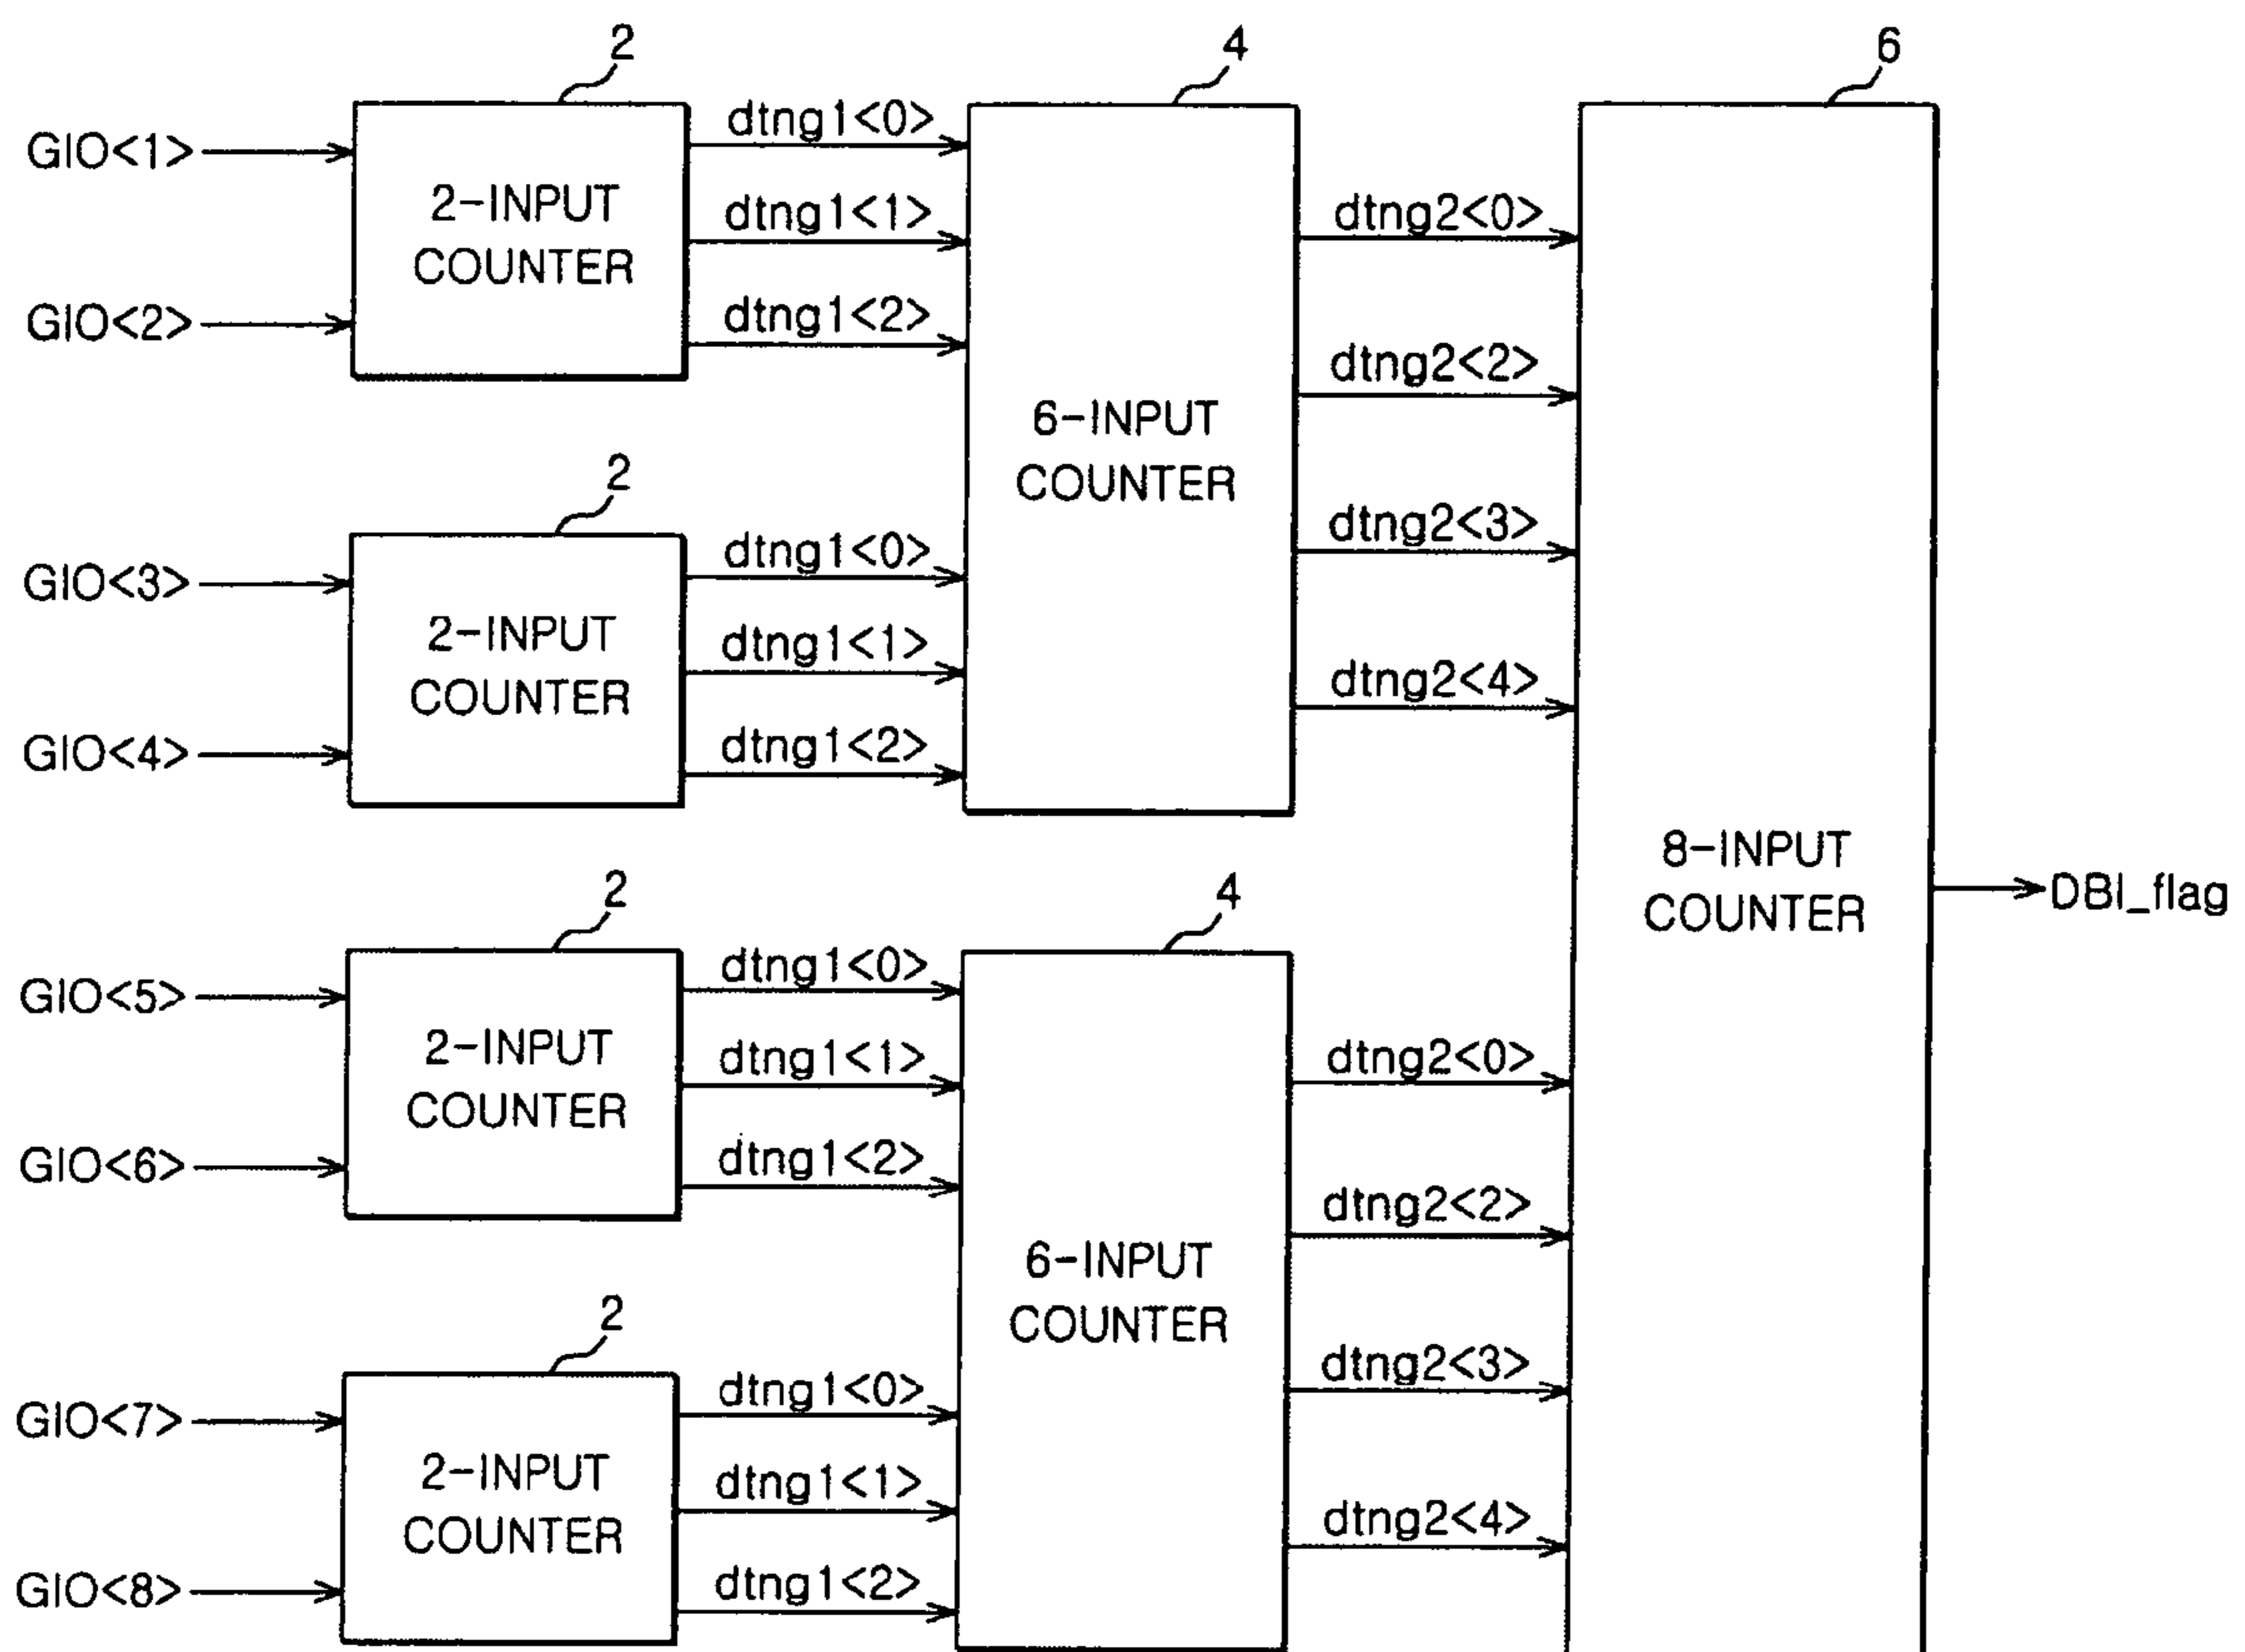 2
4
6
GIO<1>
GIO<2>
2-INPUT
COUNTER
dtng1<0>
dtng1<1>
dtng1<2>
2
GIO<3>
GIO<4>
2-INPUT
COUNTER
dtng1<0>
dtng1<1>
dtng1<2>
6-INPUT
COUNTER
dtng2<0>
dtng2<2>
dtng2<3>
dtng2<4>
8-INPUT
COUNTER
DBI_flag
2
4
GIO<5>
GIO<6>
2-INPUT
COUNTER
dtng1<0>
dtng1<1>
dtng1<2>
2
GIO<7>
GIO<8>
2-INPUT
COUNTER
dtng1<0>
dtng1<1>
dtng1<2>
6-INPUT
COUNTER
dtng2<0>
dtng2<2>
dtng2<3>
dtng2<4>